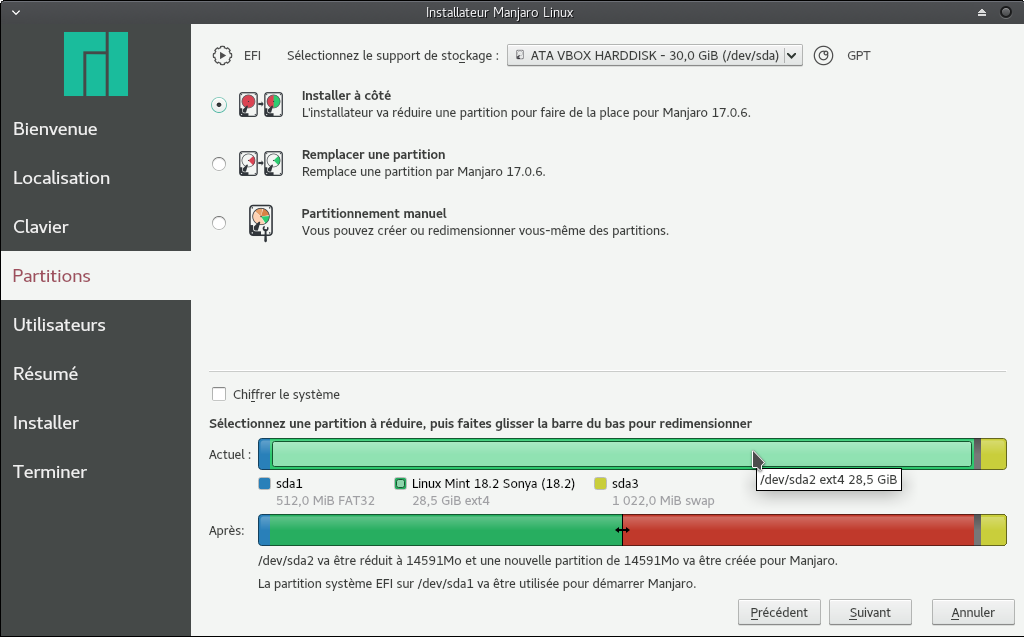 Installateur Manjaro Linux
Bienvenue
Localisation
Clavier
Partitions
Utilisateurs
Résumé
Installer
Terminer
EFI Sélectionnez le support de stockage : ATA VBOX HARDDISK - 30,0 GiB (/dev/sda) GPT
Installer à côté
L'installateur va réduire une partition pour faire de la place pour Manjaro 17.0.6.
Remplacer une partition
Remplace une partition par Manjaro 17.0.6.
Partitionnement manuel
Vous pouvez créer ou redimensionner vous-même des partitions.
Chiffrer le système
Sélectionnez une partition à réduire, puis faites glisser la barre du bas pour redimensionner
Actuel :
/dev/sda2 ext4 28,5 GiB
sda1 Linux Mint 18.2 Sonya (18.2) sda3
512,0 MiB FAT32 28,5 GiB ext4 1 022,0 MiB swap
Après:
/dev/sda2 va être réduit à 14591Mo et une nouvelle partition de 14591Mo va être créée pour Manjaro.
La partition système EFI sur /dev/sda1 va être utilisée pour démarrer Manjaro.
Précédent Suivant Annuler